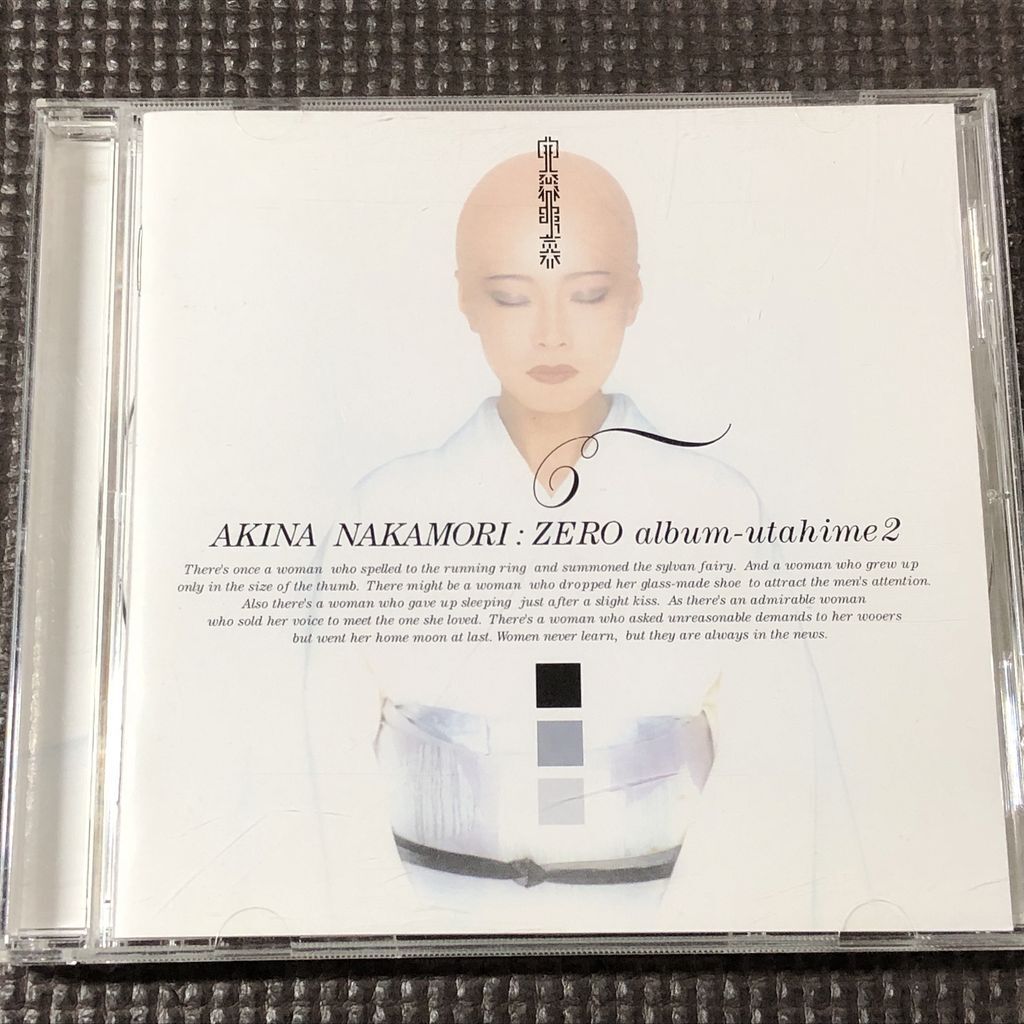 中森明菜
AKINA NAKAMORI : ZERO album-utahime2
There's once a woman who spelled to the running ring and summoned the sylvan fairy. And a woman who grew up
only in the size of the thumb. There might be a woman who dropped her glass-made shoe to attract the men's attention.
Also there's a woman who gave up sleeping just after a slight kiss. As there's an admirable woman
who sold her voice to meet the one she loved. There's a woman who asked unreasonable demands to her wooers
but went her home moon at last. Women never learn, but they are always in the news.